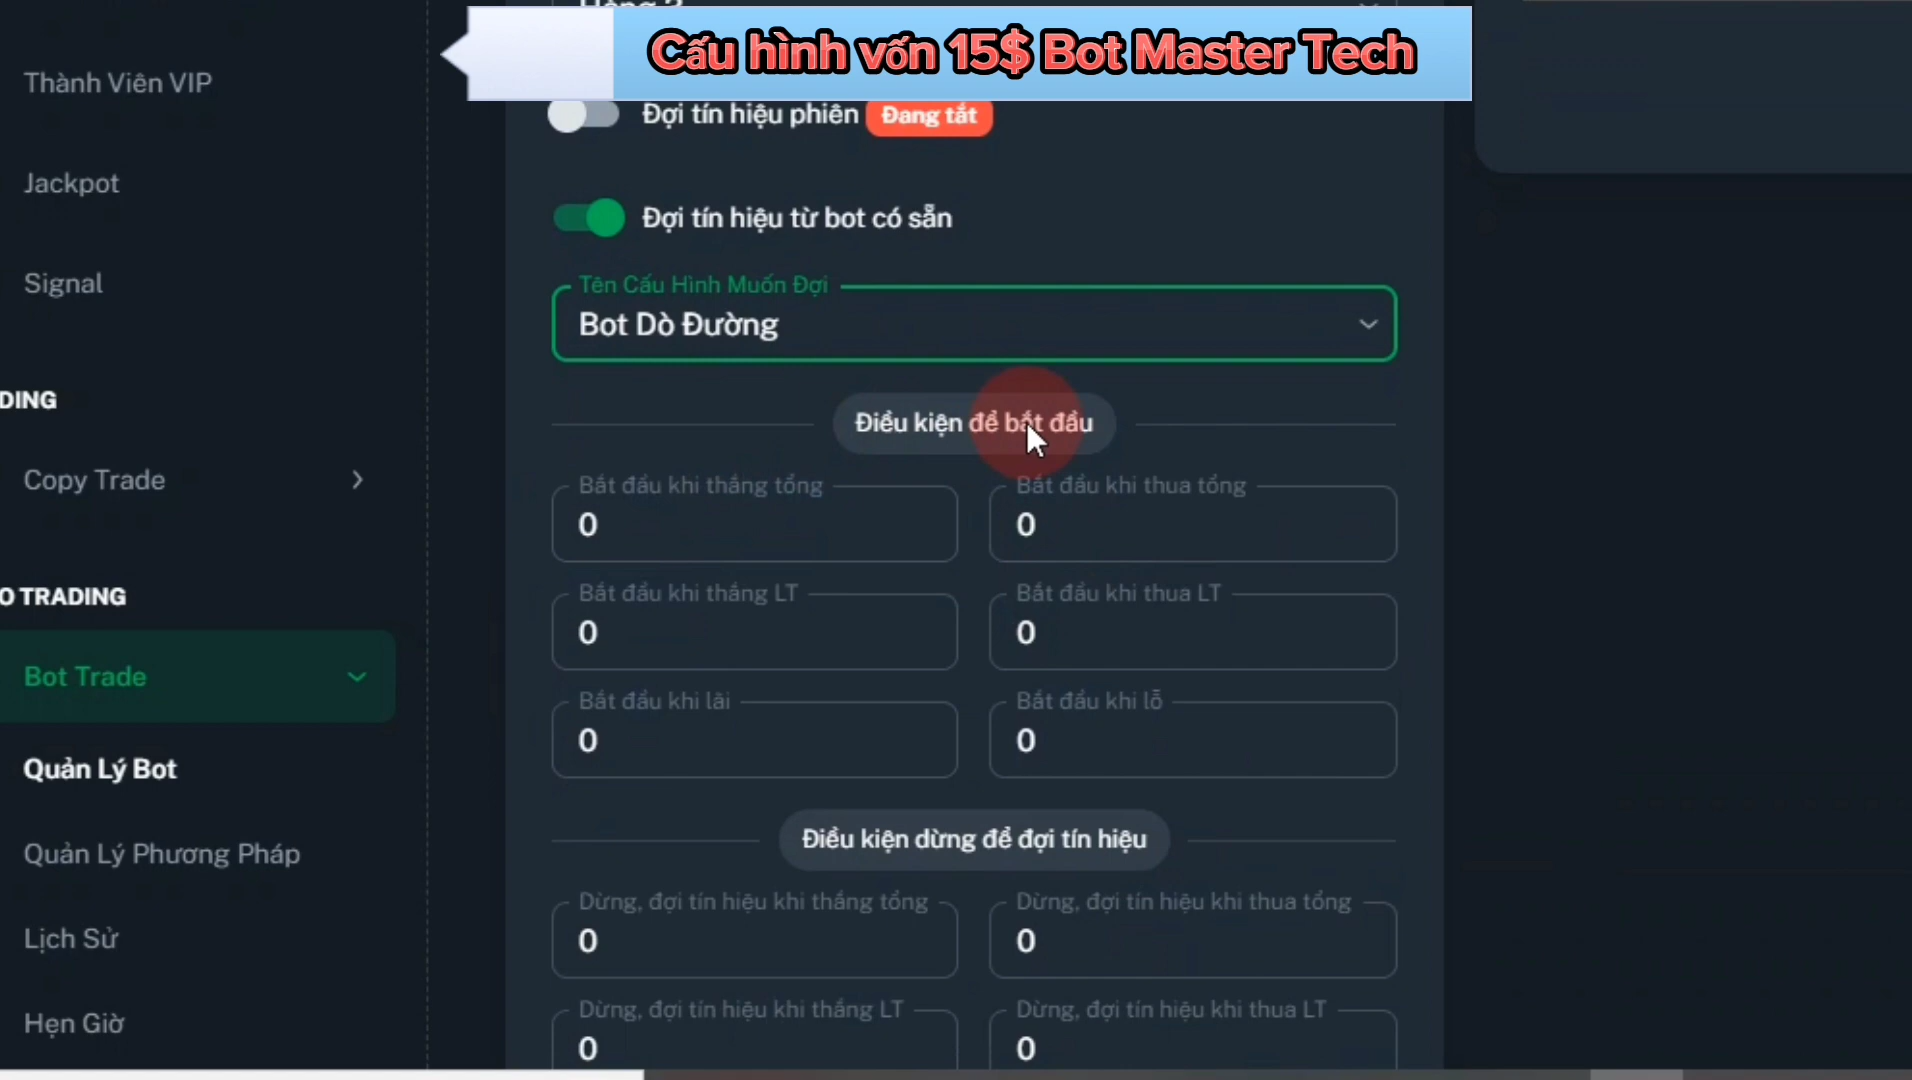 Cấu hình vốn 15$ Bot Master Tech
Thành Viên VIP
Jackpot
Signal
DING
Copy Trade
O TRADING
Bot Trade
Quản Lý Bot
Quản Lý Phương Pháp
Lịch Sử
Hẹn Giờ
Đợi tín hiệu phiên Đang tắt
Đợi tín hiệu từ bot có sẵn
Tên Cấu Hình Muốn Đợi
Bot Dò Đường
Điều kiện để bắt đầu
Bắt đầu khi thắng tổng
0
Bắt đầu khi thua tổng
0
Bắt đầu khi thắng LT
0
Bắt đầu khi thua LT
0
Bắt đầu khi lãi
0
Bắt đầu khi lỗ
0
Điều kiện dừng để đợi tín hiệu
Dừng, đợi tín hiệu khi thắng tổng
0
Dừng, đợi tín hiệu khi thua tổng
0
Dừng, đợi tín hiệu khi thắng LT
0
Dừng, đợi tín hiệu khi thua LT
0